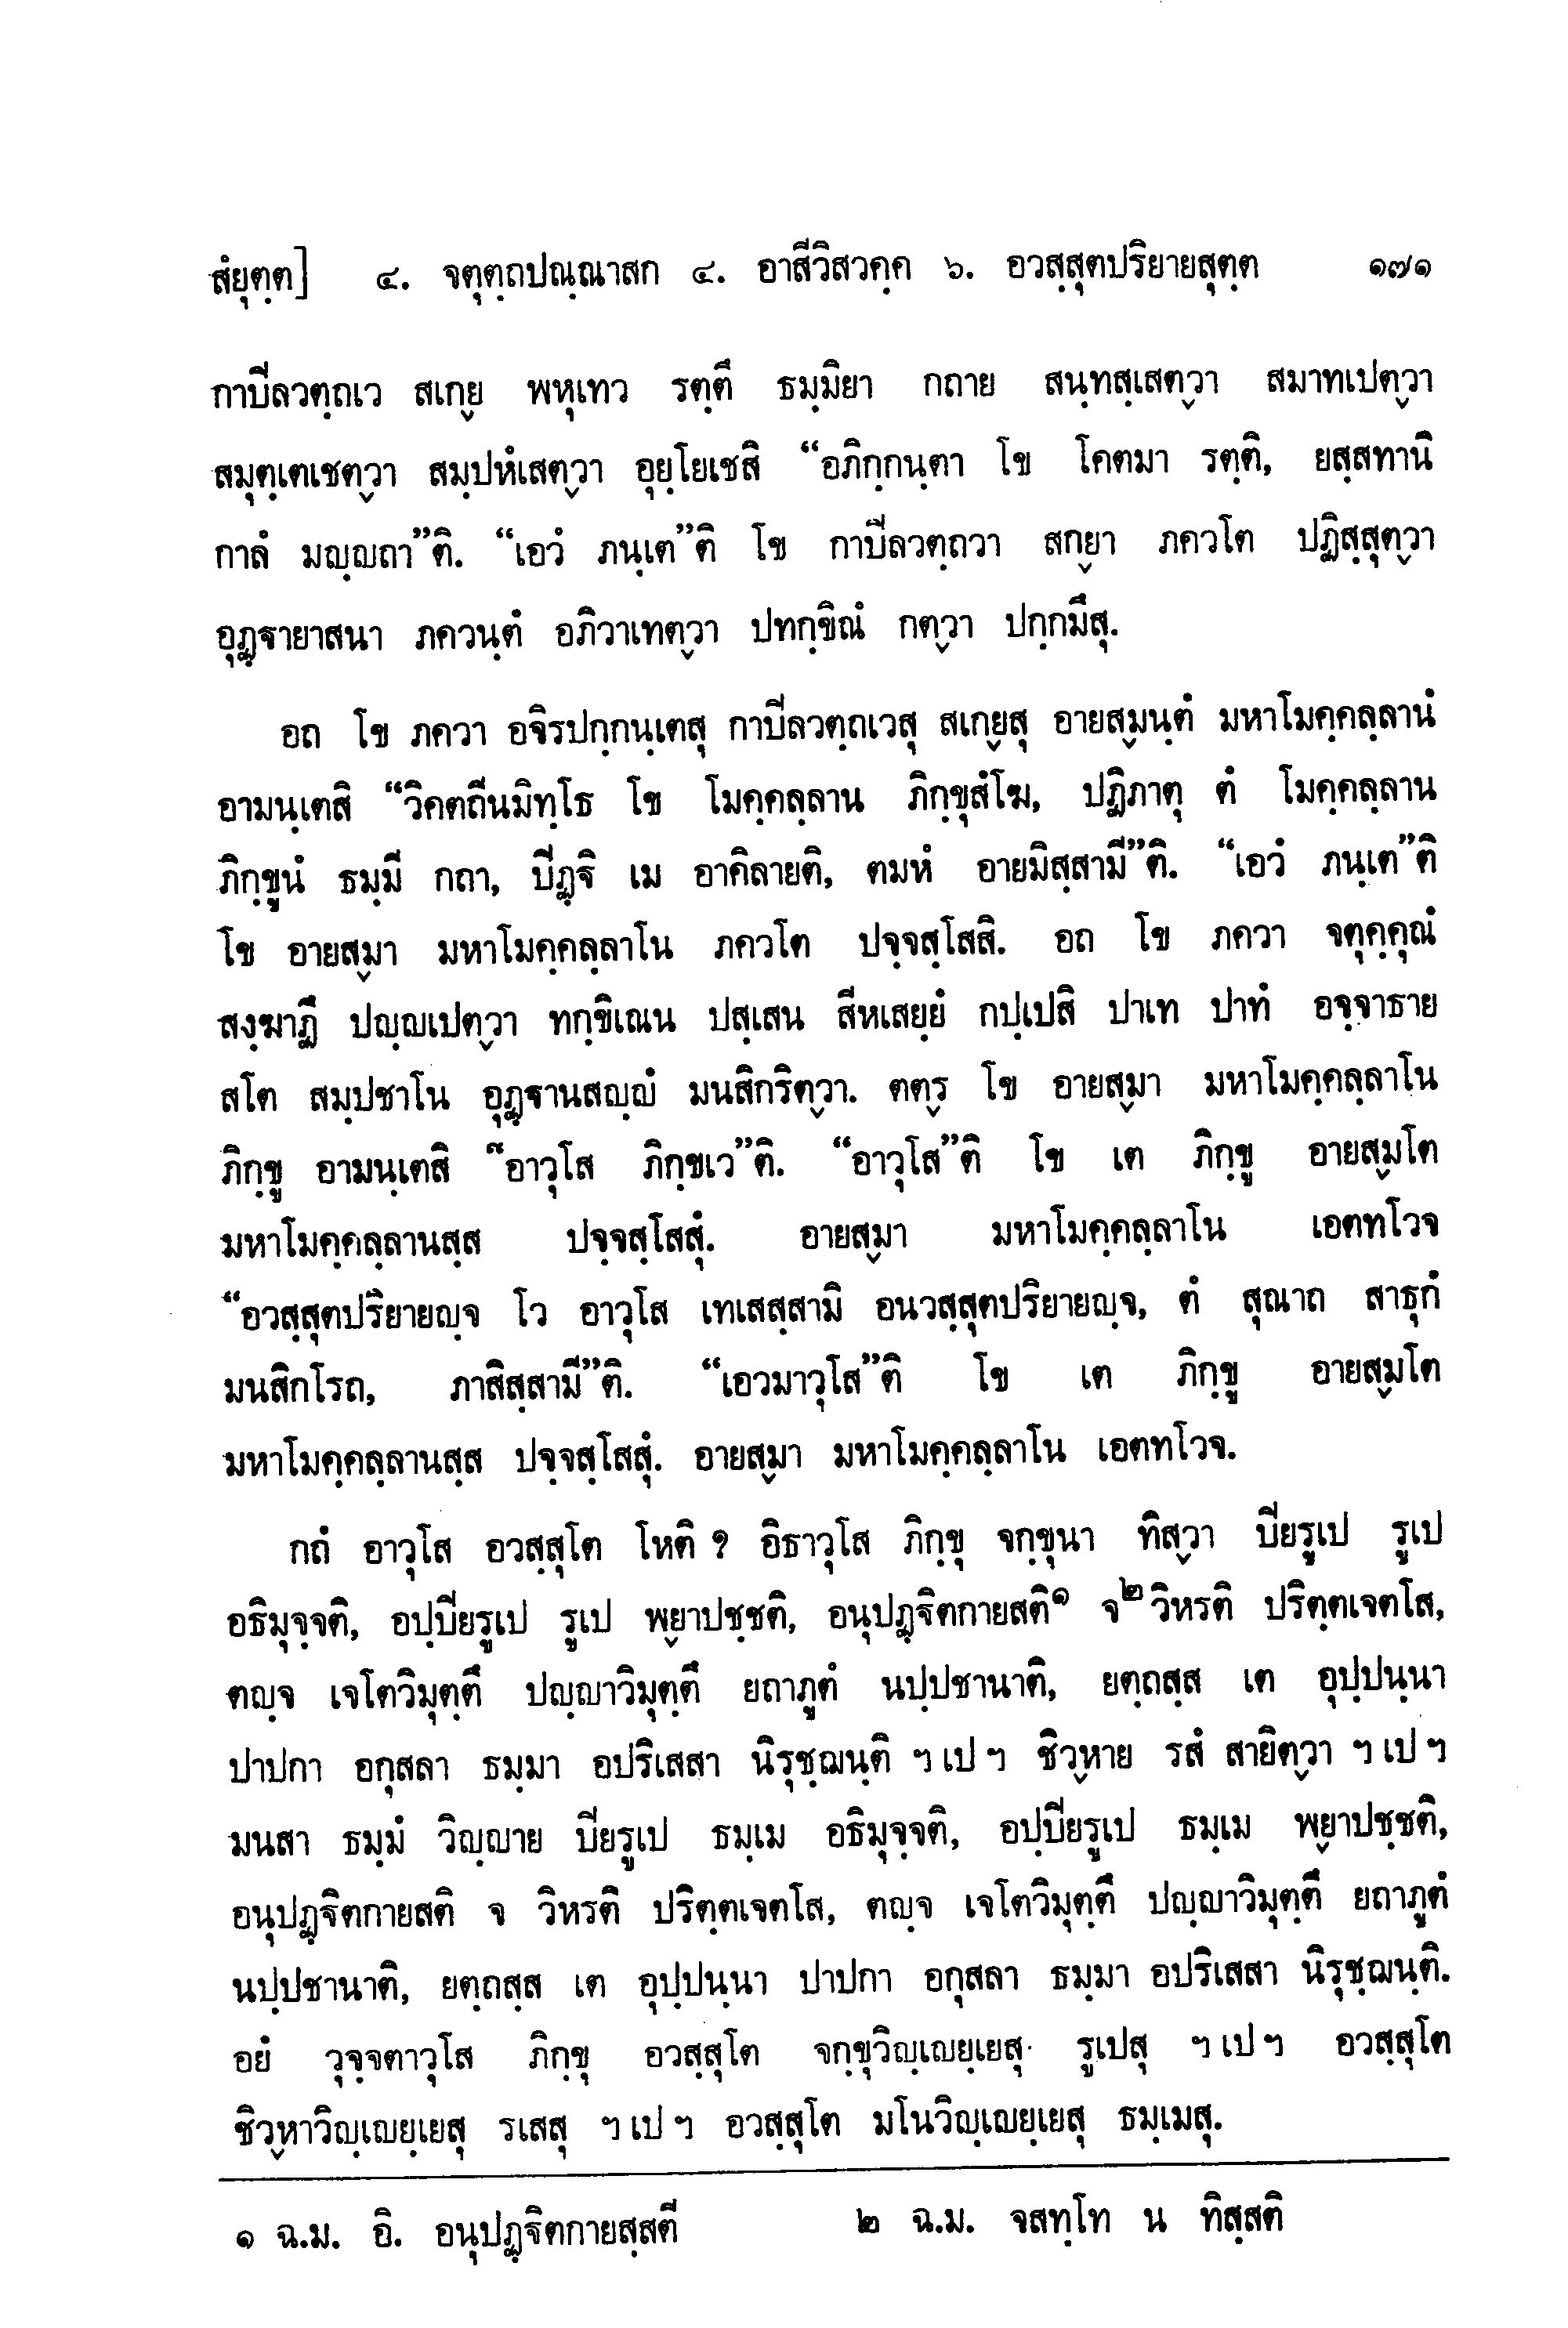 สํยุตฺต] ๔. จตุตฺถปณฺณาสก ๔. อาสีวิสวคฺค ๖. อวสฺสุตปริยายสุตฺต ๑๗๑
กาปิลวตฺถเว สเกฺย พหุเทว รตฺตึ ธมฺมิยา กถาย สนฺทสฺเสตฺวา สมาทเปตฺวา
สมุตฺเตเชตฺวา สมฺปหํเสตฺวา อุยฺโยเชสิ “อภิกฺกนฺตา โข โคตมา รตฺติ, ยสฺสทานิ
กาลํ มญฺญถา”ติ. “เอวํ ภนฺเต”ติ โข กาปิลวตฺถวา สกฺยา ภควโต ปฏิสฺสุตฺวา
อุฏฺฐายาสนา ภควนฺตํ อภิวาเทตฺวา ปทกฺขิณํ กตฺวา ปกฺกมึสุ.
อถ โข ภควา อจิรปกฺกนฺเตสุ กาปิลวตฺถเวสุ สเกฺยสุ อายสฺมนฺตํ มหาโมคฺคลฺลานํ
อามนฺเตสิ “วิคตถีนมิทฺโธ โข โมคฺคลฺลาน ภิกฺขุสํโฆ, ปฏิภาตุ ตํ โมคฺคลฺลาน
ภิกฺขูนํ ธมฺมี กถา, ปิฏฺฐิ เม อาคิลายติ, ตมหํ อายมิสฺสามี”ติ. “เอวํ ภนฺเต”ติ
โข อายสฺมา มหาโมคฺคลฺลาโน ภควโต ปจฺจสฺโสสิ. อถ โข ภควา จตุคฺคุณํ
สงฺฆาฏึ ปญฺญเปตฺวา ทกฺขิเณน ปสฺเสน สีหเสยฺยํ กปฺเปสิ ปาเท ปาทํ อจฺจาธาย
สโต สมฺปชาโน อุฏฺฐานสญฺญํ มนสิกริตฺวา. ตตฺร โข อายสฺมา มหาโมคฺคลฺลาโน
ภิกฺขู อามนฺเตสิ “อาวุโส ภิกฺขเว”ติ. “อาวุโส”ติ โข เต ภิกฺขู อายสฺมโต
มหาโมคฺคลฺลานสฺส ปจฺจสฺโสสุํ. อายสฺมา มหาโมคฺคลฺลาโน เอตทโวจ
“อวสฺสุตปริยายญฺจ โว อาวุโส เทเสสฺสามิ อนวสฺสุตปริยายญฺจ, ตํ สุณาถ สาธุกํ
มนสิกโรถ, ภาสิสฺสามี”ติ. “เอวมาวุโส”ติ โข เต ภิกฺขู อายสฺมโต
มหาโมคฺคลฺลานสฺส ปจฺจสฺโสสุํ. อายสฺมา มหาโมคฺคลฺลาโน เอตทโวจ.
กถํ อาวุโส อวสฺสุโต โหติ ? อิธาวุโส ภิกฺขุ จกฺขุนา ทิสฺวา ปิยรูเป รูเป
อธิมุจฺจติ, อปฺปิยรูเป รูเป พฺยาปชฺชติ, อนุปฏฺฐิตกายสติ๑ จ๒ วิหรติ ปริตฺตเจตโส,
ตญฺจ เจโตวิมุตฺตึ ปญฺญาวิมุตฺตึ ยถาภูตํ นปฺปชานาติ, ยตฺถสฺส เต อุปฺปนฺนา
ปาปกา อกุสลา ธมฺมา อปริเสสา นิรุชฺฌนฺติ ฯ เป ฯ ชิวฺหาย รสํ สายิตฺวา ฯ เป ฯ
มนสา ธมฺมํ วิญฺญาย ปิยรูเป ธมฺเม อธิมุจฺจติ, อปฺปิยรูเป ธมฺเม พฺยาปชฺชติ,
อนุปฏฺฐิตกายสติ จ วิหรติ ปริตฺตเจตโส, ตญฺจ เจโตวิมุตฺตึ ปญฺญาวิมุตฺตึ ยถาภูตํ
นปฺปชานาติ, ยตฺถสฺส เต อุปฺปนฺนา ปาปกา อกุสลา ธมฺมา อปริเสสา นิรุชฺฌนฺติ.
อยํ วุจฺจตาวุโส ภิกฺขุ อวสฺสุโต จกฺขุวิญฺเญยฺเยสุ รูเปสุ ฯ เป ฯ อวสฺสุโต
ชิวฺหาวิญฺเญยฺเยสุ รเสสุ ฯ เป ฯ อวสฺสุโต มโนวิญฺเญยฺเยสุ ธมฺเมสุ.
๑ ฉ.ม. อิ. อนุปฏฺฐิตกายสฺสตี ๒ ฉ.ม. จสทฺโท น ทิสฺสติ